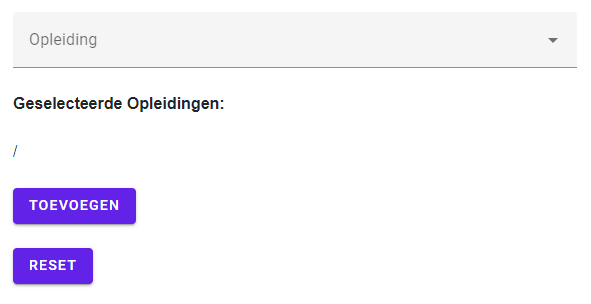 Opleiding
Geselecteerde Opleidingen:
/
TOEVOEGEN
RESET